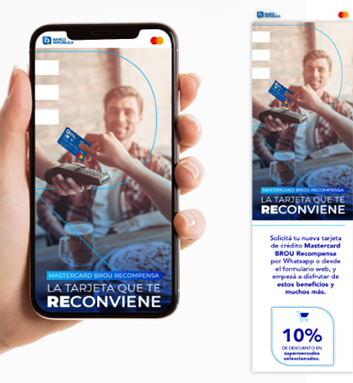 BANCO
REPÚBLICA
MASTERCARD BROU RECOMPENSA
LA TARJETA QUE TE
RECONVIENE
BANCO
REPÚBLICA
MASTERCARD BROU RECOMPENSA
LA TARJETA QUE TE
RECONVIENE
Solicitá tu nueva tarjeta
de crédito Mastercard
BROU Recompensa
por Whatsapp o desde
el formulario web, y
empezá a disfrutar de
estos beneficios y
muchos más.
10%
DE DESCUENTO EN
supermercados
seleccionados.